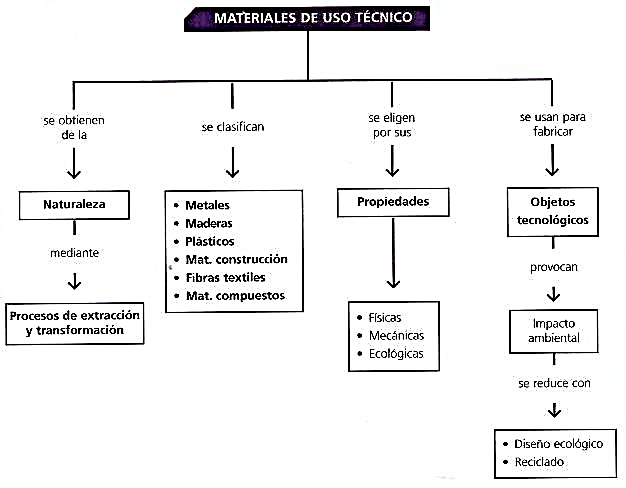 MATERIALES DE USO TÉCNICO
se obtienen
de la
Naturaleza
mediante
Procesos de extracción
y transformación
se clasifican
• Metales
• Maderas
• Plásticos
• Mat. construcción
• Fibras textiles
• Mat. compuestos
se eligen
por sus
Propiedades
• Físicas
• Mecánicas
• Ecológicas
se usan para
fabricar
Objetos
tecnológicos
provocan
Impacto
ambiental
se reduce con
• Diseño ecológico
• Reciclado